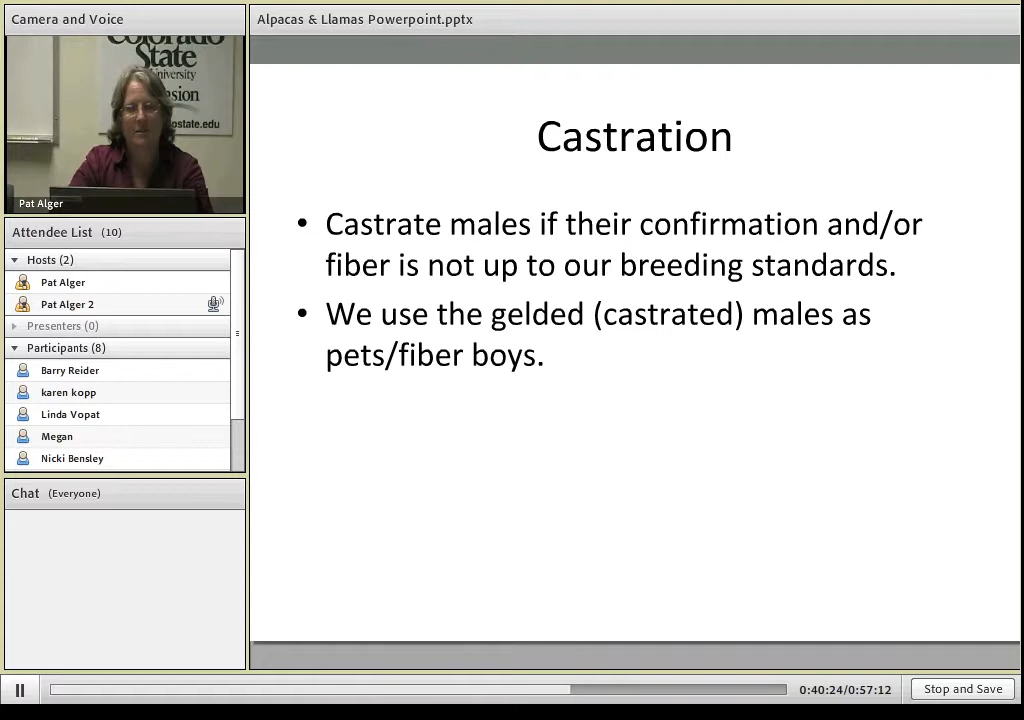 Camera and Voice
Colorado
State
University
ostate.edu
Pat Alger
Attendee List (10)
Hosts (2)
Pat Alger
Pat Alger 2
Presenters (0)
Participants (8)
Barry Reider
karen kopp
Linda Vopat
Megan
Nicki Bensley
Chat (Everyone)
Alpacas & Llamas Powerpoint.pptx
Castration
• Castrate males if their confirmation and/or
fiber is not up to our breeding standards.
• We use the gelded (castrated) males as
pets/fiber boys.
0:40:24/0:57:12
Stop and Save